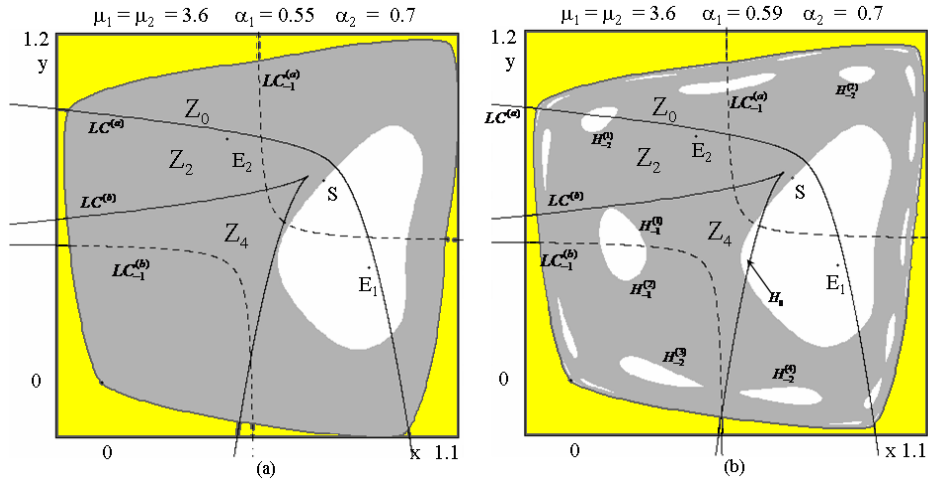 μ₁ = μ₂ = 3.6 α₁ = 0.55 α₂ = 0.7
1.2
y
LC₋₁⁽ᵃ⁾
Z₀
LC⁽ᵃ⁾
E₂
Z₂
S
LC⁽ᵇ⁾
Z₄
LC₋₁⁽ᵇ⁾
E₁
0
0
x 1.1
(a)
μ₁ = μ₂ = 3.6 α₁ = 0.59 α₂ = 0.7
1.2
y
H₋₂⁽²⁾
LC₋₁⁽ᵃ⁾
Z₀
LC⁽ᵃ⁾
H₋₂⁽¹⁾
E₂
Z₂
S
LC⁽ᵇ⁾
H₋₁⁽¹⁾
Z₄
LC₋₁⁽ᵇ⁾
E₁
H₋₁⁽²⁾
H₀
H₋₂⁽³⁾
H₋₂⁽⁴⁾
0
0
x 1.1
(b)